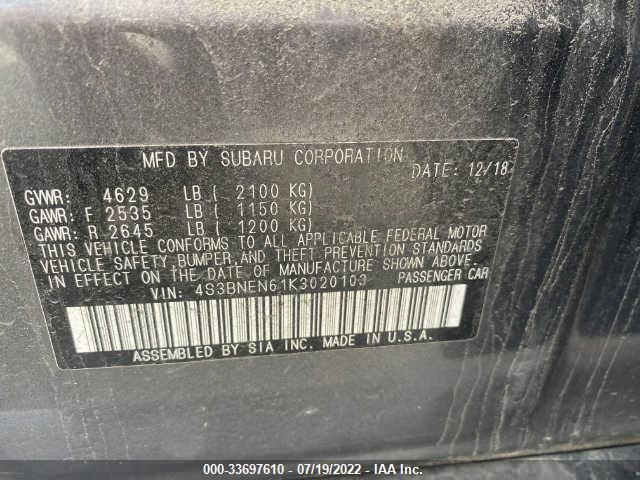 MFD BY SUBARU CORPORATION DATE: 12/18
GVWR: 4629 LB ( 2100 KG)
GAWR: F 2535 LB ( 1150 KG)
GAWR: R 2645 LB ( 1200 KG)
THIS VEHICLE CONFORMS TO ALL APPLICABLE FEDERAL MOTOR
VEHICLE SAFETY, BUMPER, AND THEFT PREVENTION STANDARDS
IN EFFECT ON THE DATE OF MANUFACTURE SHOWN ABOVE.
VIN: 4S3BNEN61K3020103 PASSENGER CAR
ASSEMBLED BY SIA INC. MADE IN U.S.A.
000-33697610 - 07/19/2022 - IAA Inc.